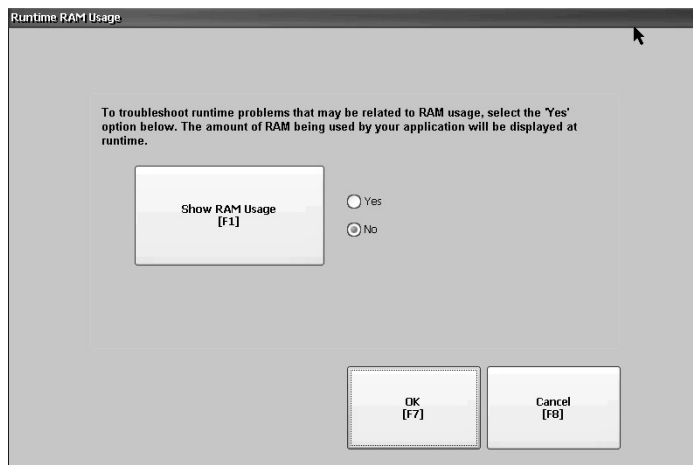 Runtime RAM Usage
To troubleshoot runtime problems that may be related to RAM usage, select the 'Yes'
option below. The amount of RAM being used by your application will be displayed at
runtime.
Show RAM Usage
[F1]
Yes
No
OK
[F7]
Cancel
[F8]